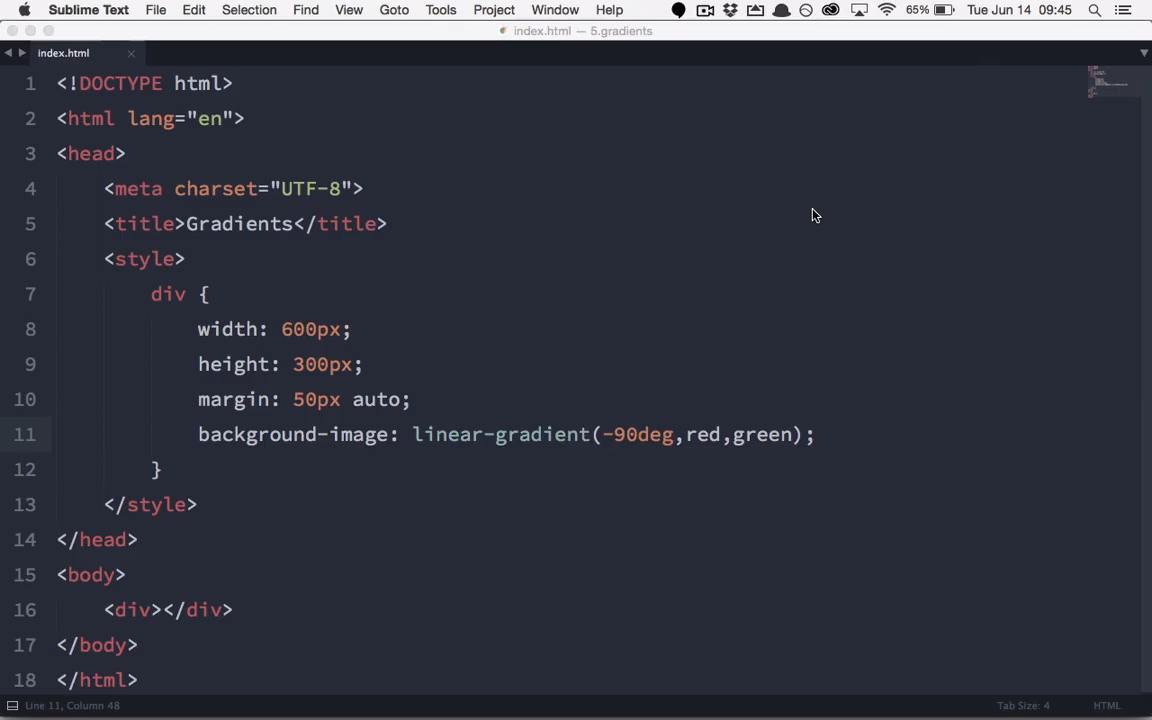 Sublime Text File Edit Selection Find View Goto Tools Project Window Help 65% Tue Jun 14 09:45
index.html — 5.gradients
index.html
1 <!DOCTYPE html>
2 <html lang="en">
3 <head>
4 <meta charset="UTF-8">
5 <title>Gradients</title>
6 <style>
7 div {
8 width: 600px;
9 height: 300px;
10 margin: 50px auto;
11 background-image: linear-gradient(-90deg,red,green);
12 }
13 </style>
14 </head>
15 <body>
16 <div></div>
17 </body>
18 </html>
Line 11, Column 48 Tab Size: 4 HTML